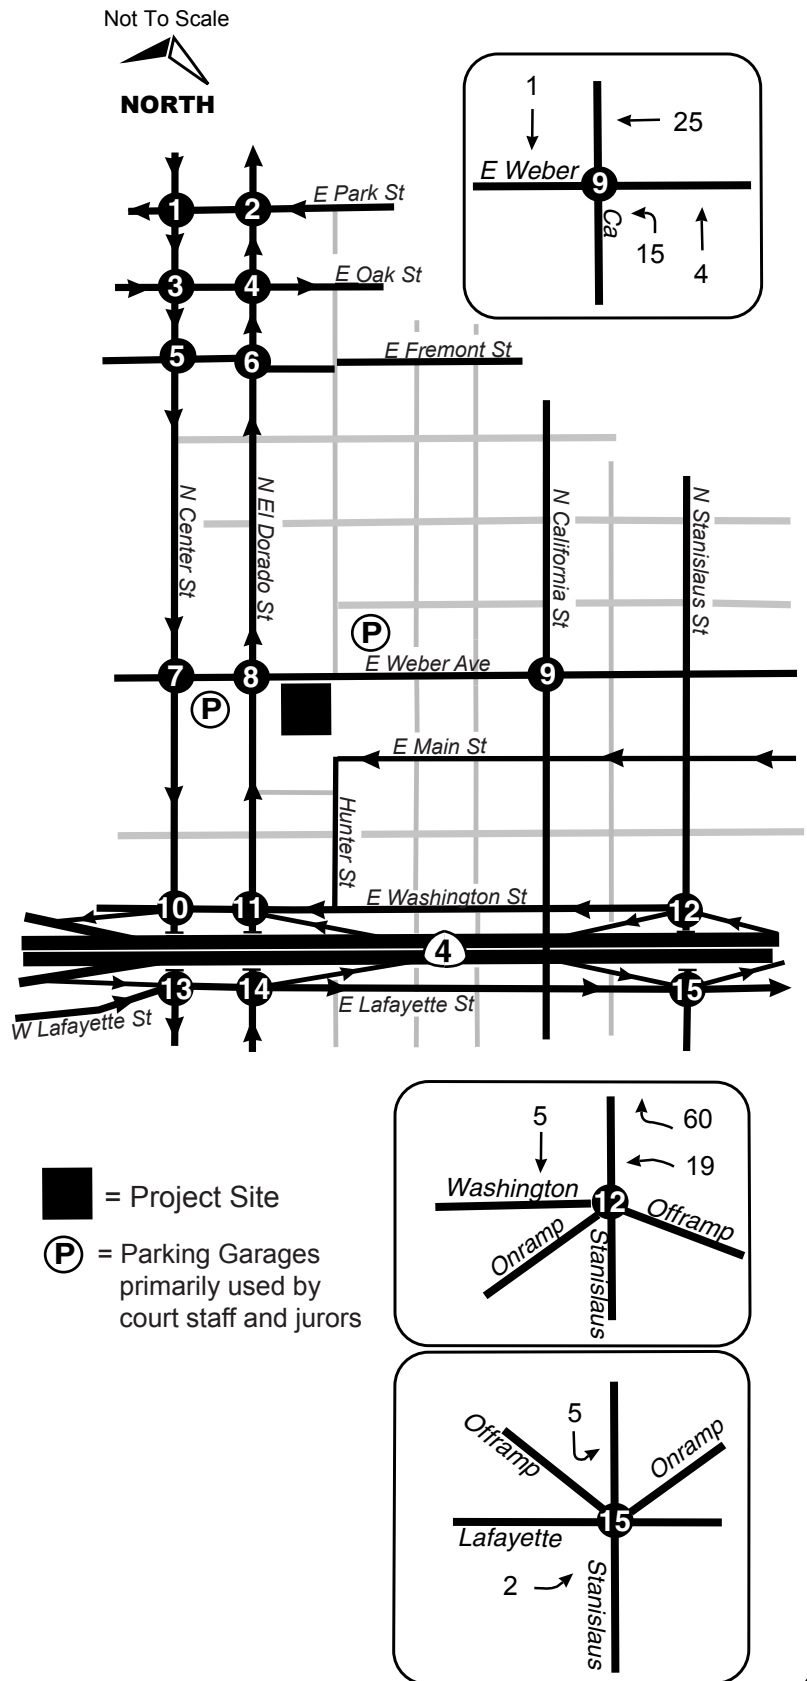 Not To Scale
NORTH
1
25
E Weber
9
Ca
15
4
1
2
E Park St
3
4
E Oak St
5
6
E Fremont St
N Center St
N El Dorado St
N California St
N Stanislaus St
P
E Weber Ave
7
8
9
P
E Main St
Hunter St
E Washington St
10
11
12
4
13
14
15
W Lafayette St
E Lafayette St
= Project Site
P = Parking Garages
primarily used by
court staff and jurors
5
60
19
Washington
12
Offramp
Onramp
Stanislaus
5
Offramp
Onramp
15
Lafayette
2
Stanislaus